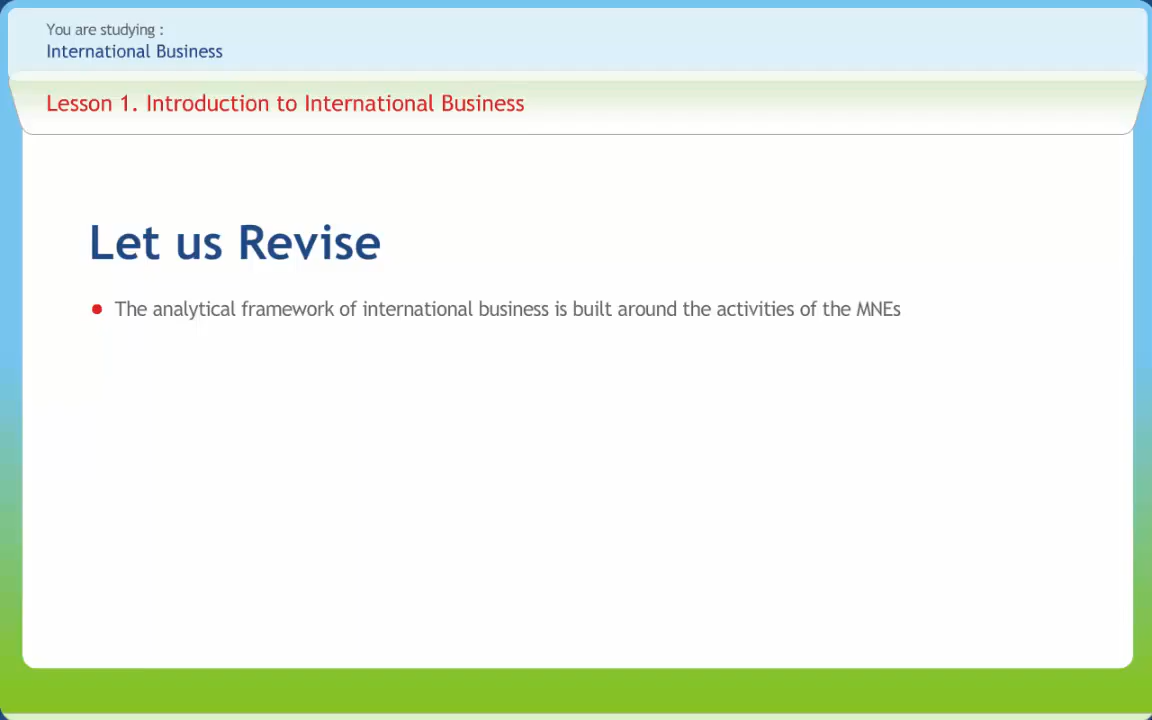 You are studying :
International Business
Lesson 1. Introduction to International Business
Let us Revise
• The analytical framework of international business is built around the activities of the MNEs